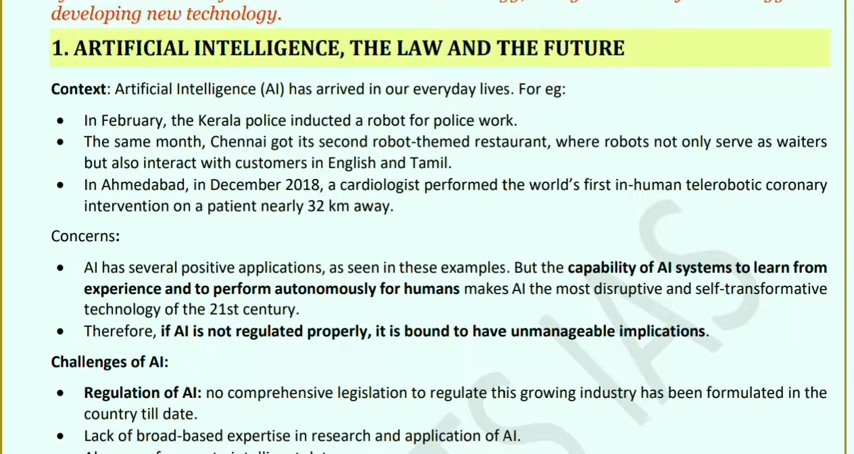 developing new technology.
1. ARTIFICIAL INTELLIGENCE, THE LAW AND THE FUTURE
Context: Artificial Intelligence (AI) has arrived in our everyday lives. For eg:
• In February, the Kerala police inducted a robot for police work.
• The same month, Chennai got its second robot-themed restaurant, where robots not only serve as waiters
but also interact with customers in English and Tamil.
• In Ahmedabad, in December 2018, a cardiologist performed the world's first in-human telerobotic coronary
intervention on a patient nearly 32 km away.
Concerns:
• AI has several positive applications, as seen in these examples. But the capability of AI systems to learn from
experience and to perform autonomously for humans makes AI the most disruptive and self-transformative
technology of the 21st century.
• Therefore, if AI is not regulated properly, it is bound to have unmanageable implications.
Challenges of AI:
• Regulation of AI: no comprehensive legislation to regulate this growing industry has been formulated in the
country till date.
• Lack of broad-based expertise in research and application of AI.
IAS